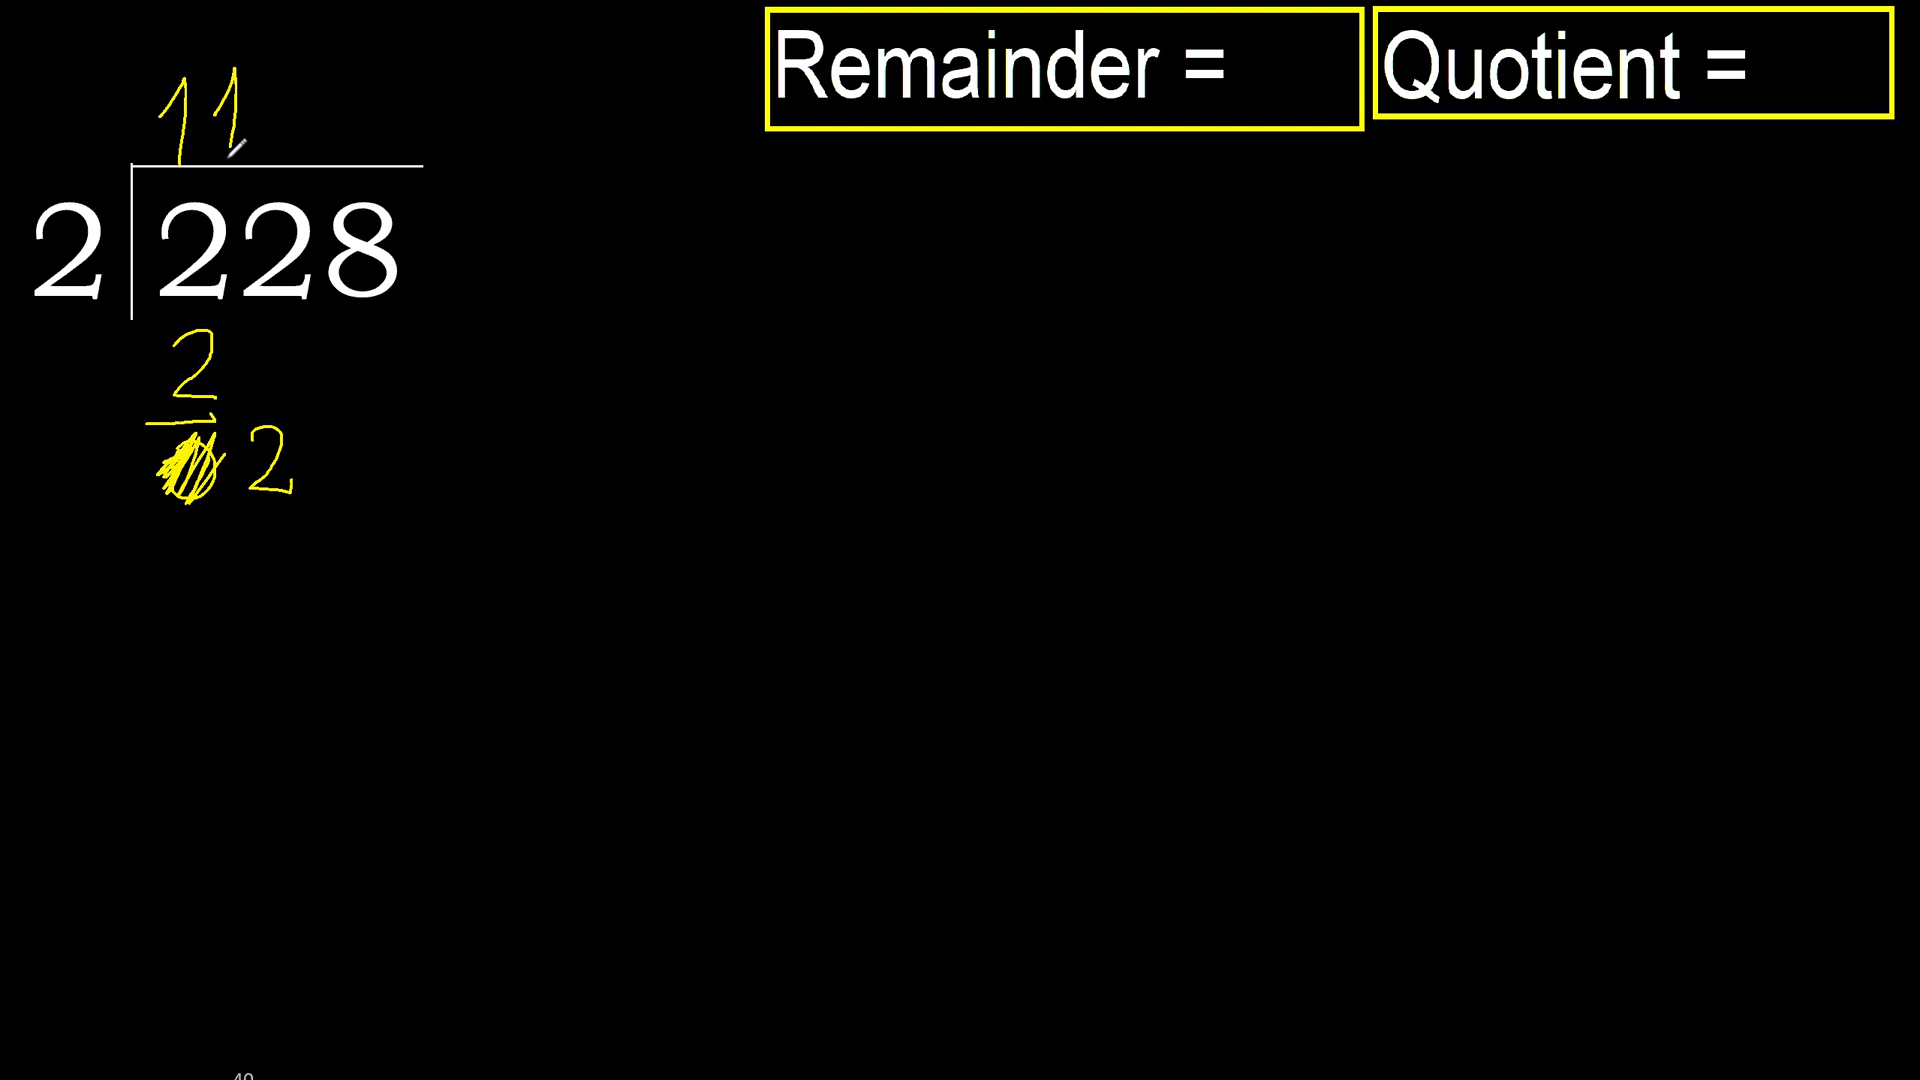 Remainder = Quotient =
11
2 228
2
2